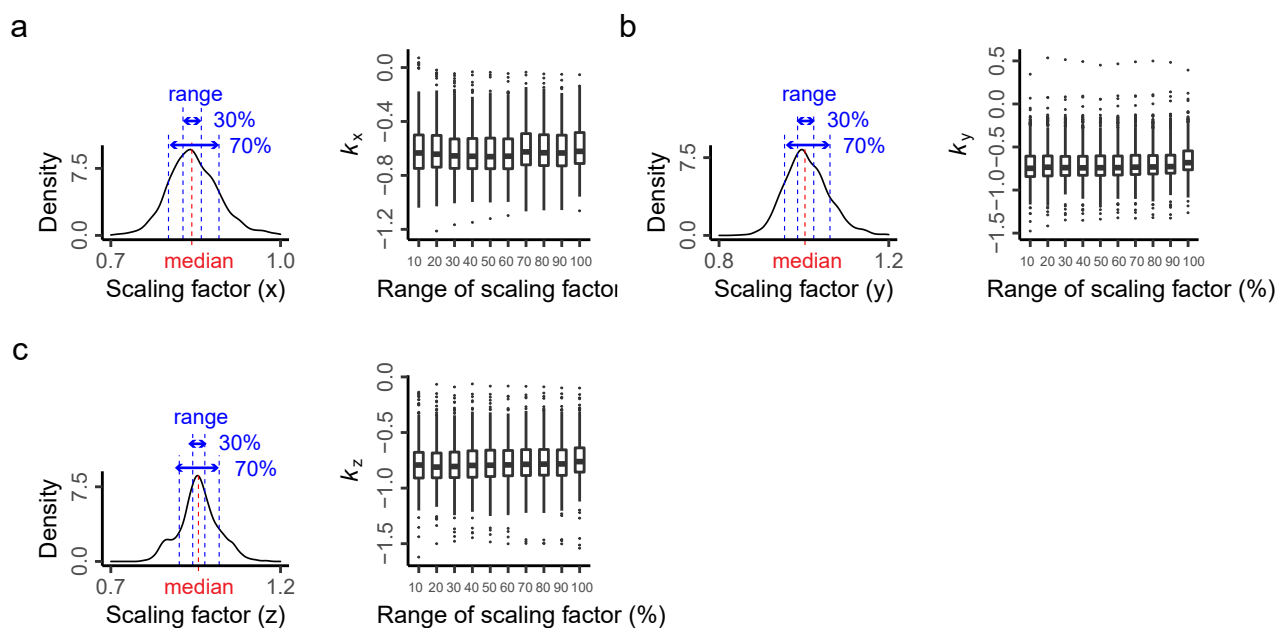 a
range
30%
70%
Density
7.5
0.0
0.7
median
1.0
Scaling factor (x)
kx
0.0
−0.4
−0.8
−1.2
10 20 30 40 50 60 70 80 90 100
Range of scaling factor
b
range
30%
70%
Density
7.5
0.0
0.8
median
1.2
Scaling factor (y)
ky
0.5
0.0
−0.5
−1.0
−1.5
10 20 30 40 50 60 70 80 90 100
Range of scaling factor (%)
c
range
30%
70%
Density
7.5
0.0
0.7
median
1.2
Scaling factor (z)
kz
0.0
−0.5
−1.0
−1.5
10 20 30 40 50 60 70 80 90 100
Range of scaling factor (%)